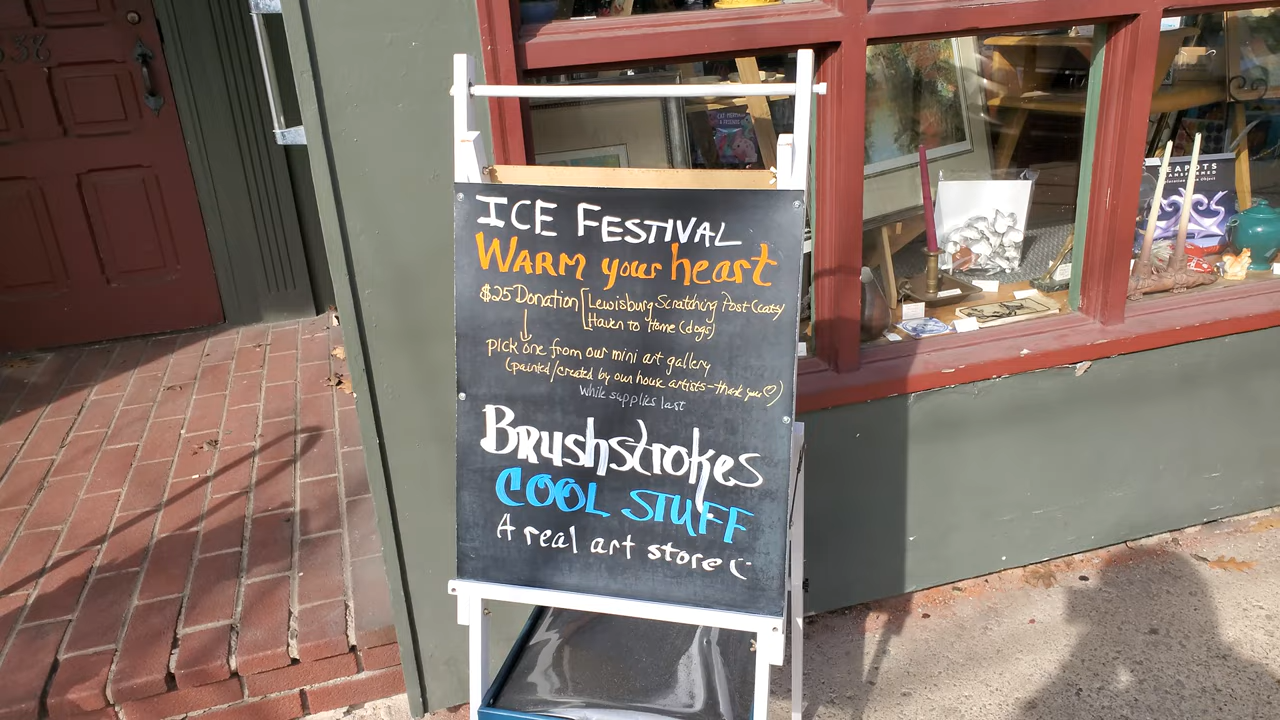 ICE FESTIVAL
WARM your heart
$25 Donation [Lewisburg Scratching Post (cats)
Haven to Home (dogs)
pick one from our mini art gallery
(painted/created by our house artists - thank you ♡)
while supplies last
Brushstrokes
COOL STUFF
A real art store (: